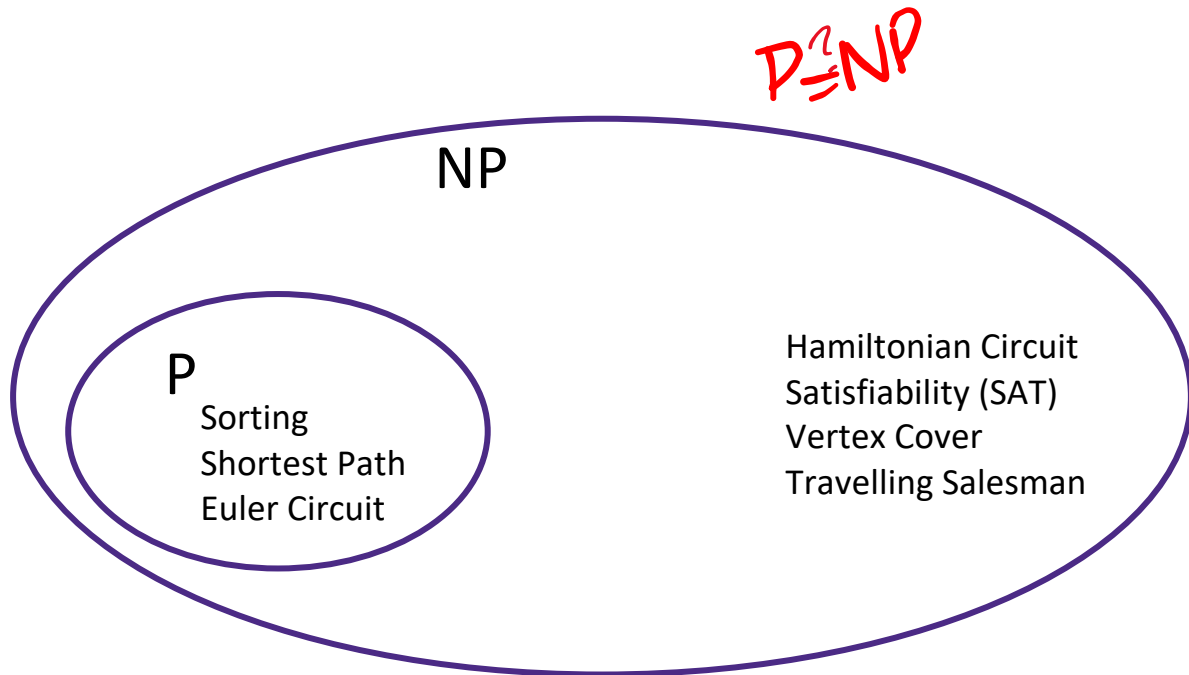 P≟NP
NP
P
Sorting
Shortest Path
Euler Circuit
Hamiltonian Circuit
Satisfiability (SAT)
Vertex Cover
Travelling Salesman